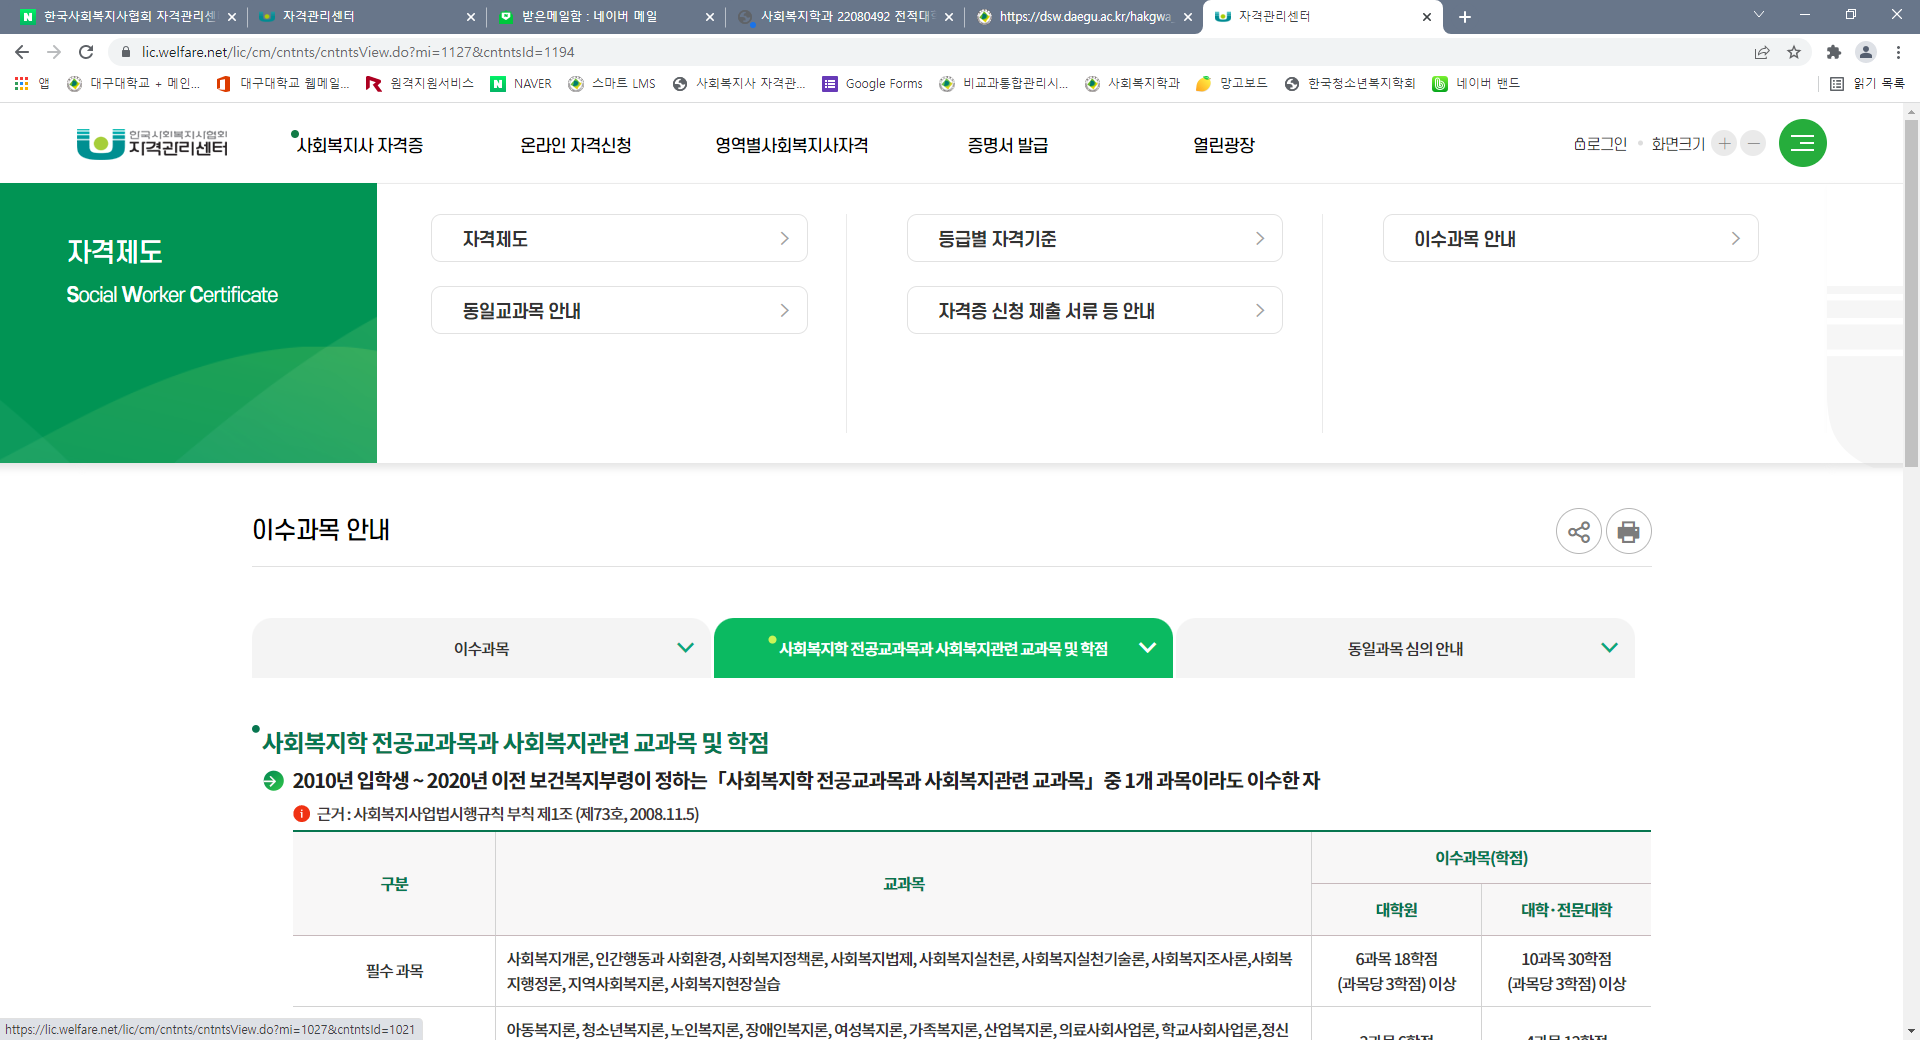 한국사회복지사협회 자격관리센
자격관리센터
받은메일함 : 네이버 메일
사회복지학과 22080492 전적대
https://dsw.daegu.ac.kr/hakgwa_
자격관리센터
lic.welfare.net/lic/cm/cntnts/cntntsView.do?mi=1127&cntntsId=1194
앱
대구대학교 + 메인...
대구대학교 웹메일...
원격지원서비스
NAVER
스마트 LMS
사회복지사 자격관...
Google Forms
비교과통합관리시...
사회복지학과
망고보드
한국청소년복지학회
네이버 밴드
읽기 목록
한국사회복지사협회
자격관리센터
사회복지사 자격증
온라인 자격신청
영역별사회복지사자격
증명서 발급
열린광장
로그인
화면크기
자격제도
Social Worker Certificate
자격제도
등급별 자격기준
이수과목 안내
동일교과목 안내
자격증 신청 제출 서류 등 안내
이수과목 안내
이수과목
사회복지학 전공교과목과 사회복지관련 교과목 및 학점
동일과목 심의 안내
사회복지학 전공교과목과 사회복지관련 교과목 및 학점
2010년 입학생 ~ 2020년 이전 보건복지부령이 정하는 「사회복지학 전공교과목과 사회복지관련 교과목」 중 1개 과목이라도 이수한 자
근거 : 사회복지사업법시행규칙 부칙 제1조 (제73호, 2008.11.5)
구분
교과목
이수과목(학점)
대학원
대학·전문대학
필수 과목
사회복지개론, 인간행동과 사회환경, 사회복지정책론, 사회복지법제, 사회복지실천론, 사회복지실천기술론, 사회복지조사론,사회복
지행정론, 지역사회복지론, 사회복지현장실습
6과목 18학점
(과목당 3학점) 이상
10과목 30학점
(과목당 3학점) 이상
아동복지론, 청소년복지론, 노인복지론, 장애인복지론, 여성복지론, 가족복지론, 산업복지론, 의료사회사업론, 학교사회사업론,정신
https://lic.welfare.net/lic/cm/cntnts/cntntsView.do?mi=1027&cntntsId=1021